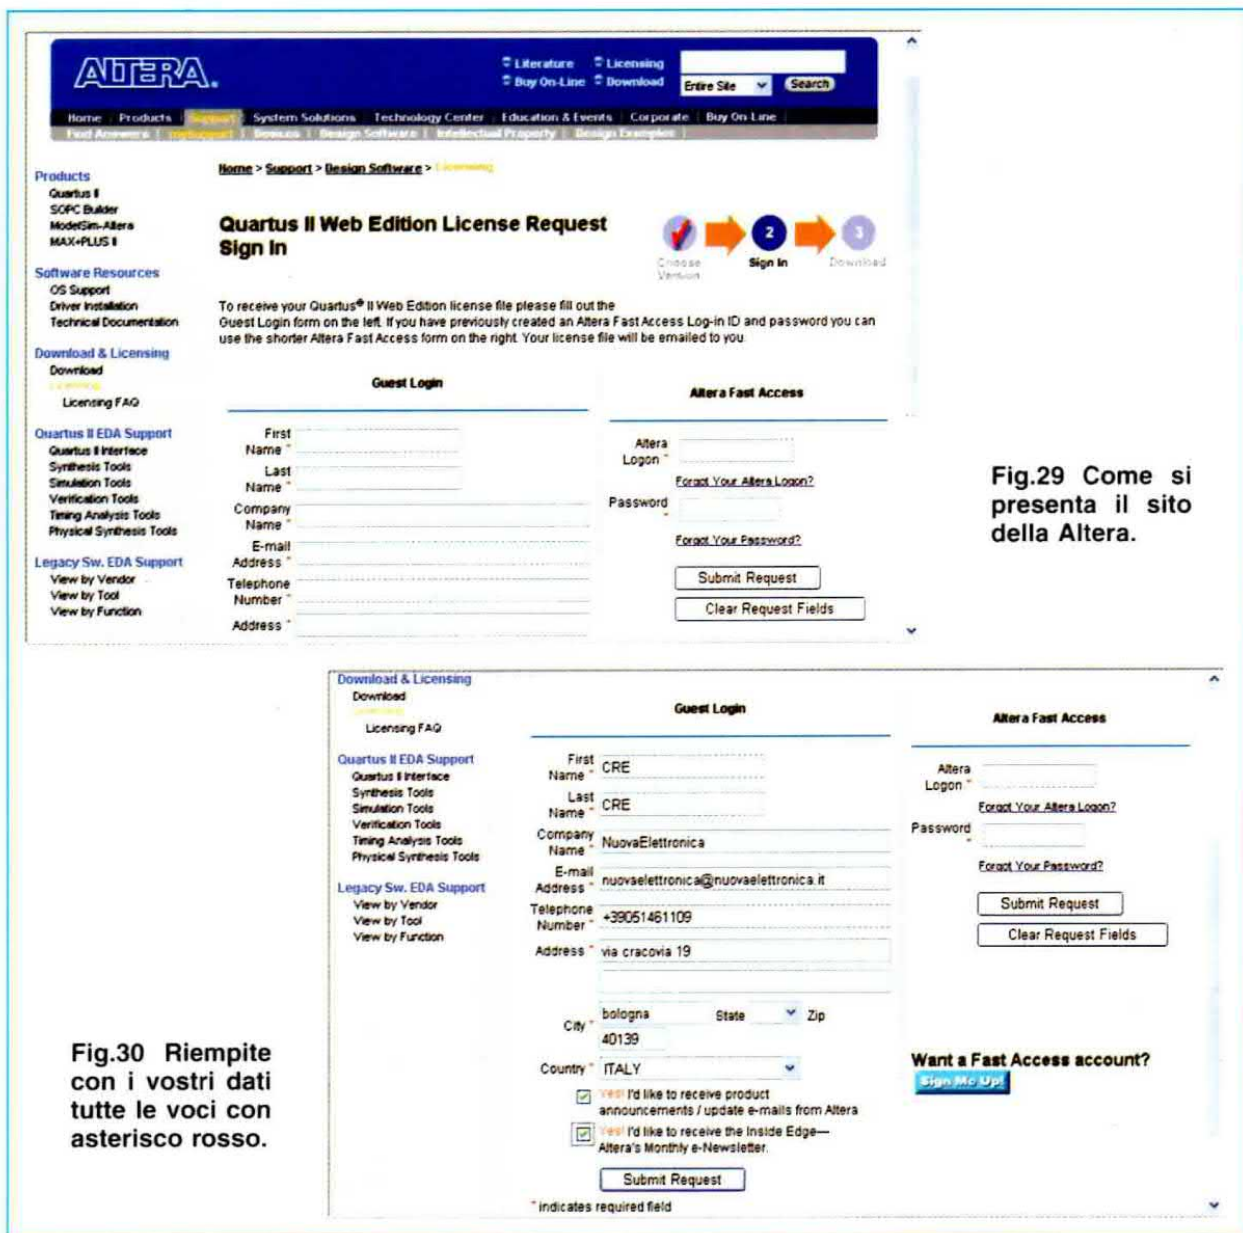 ALTERA.
Literature Licensing
Buy On-Line Download
Entire Site Search
Home Products Support System Solutions Technology Center Education & Events Corporate Buy On-Line
Find Answers mySupport Devices Design Software Intellectual Property Design Examples
Products
Quartus II
SOPC Builder
ModelSim-Altera
MAX+PLUS II
Software Resources
OS Support
Driver Installation
Technical Documentation
Download & Licensing
Download
Licensing
Licensing FAQ
Quartus II EDA Support
Quartus II Interface
Synthesis Tools
Simulation Tools
Verification Tools
Timing Analysis Tools
Physical Synthesis Tools
Legacy Sw. EDA Support
View by Vendor
View by Tool
View by Function
Home > Support > Design Software > Licensing
Quartus II Web Edition License Request
Sign In
2
3
Choose
Version
Sign In
Download
To receive your Quartus® II Web Edition license file please fill out the
Guest Login form on the left. If you have previously created an Altera Fast Access Log-in ID and password you can
use the shorter Altera Fast Access form on the right. Your license file will be emailed to you.
Guest Login
First
Name *
Last
Name *
Company
Name *
E-mail
Address *
Telephone
Number *
Address *
Altera Fast Access
Altera
Logon *
Forgot Your Altera Logon?
Password
*
Forgot Your Password?
Submit Request
Clear Request Fields
Fig.29 Come si
presenta il sito
della Altera.
Download & Licensing
Download
Licensing
Licensing FAQ
Quartus II EDA Support
Quartus II Interface
Synthesis Tools
Simulation Tools
Verification Tools
Timing Analysis Tools
Physical Synthesis Tools
Legacy Sw. EDA Support
View by Vendor
View by Tool
View by Function
Guest Login
First
Name * CRE
Last
Name * CRE
Company
Name * NuovaElettronica
E-mail
Address * nuovaelettronica@nuovaelettronica.it
Telephone
Number * +39051461109
Address * via cracovia 19
City * bologna State Zip
40139
Country * ITALY
Yes! I'd like to receive product
announcements / update e-mails from Altera
Yes! I'd like to receive the Inside Edge—
Altera's Monthly e-Newsletter.
Submit Request
* indicates required field
Altera Fast Access
Altera
Logon *
Forgot Your Altera Logon?
Password
*
Forgot Your Password?
Submit Request
Clear Request Fields
Want a Fast Access account?
Sign Me Up!
Fig.30 Riempite
con i vostri dati
tutte le voci con
asterisco rosso.